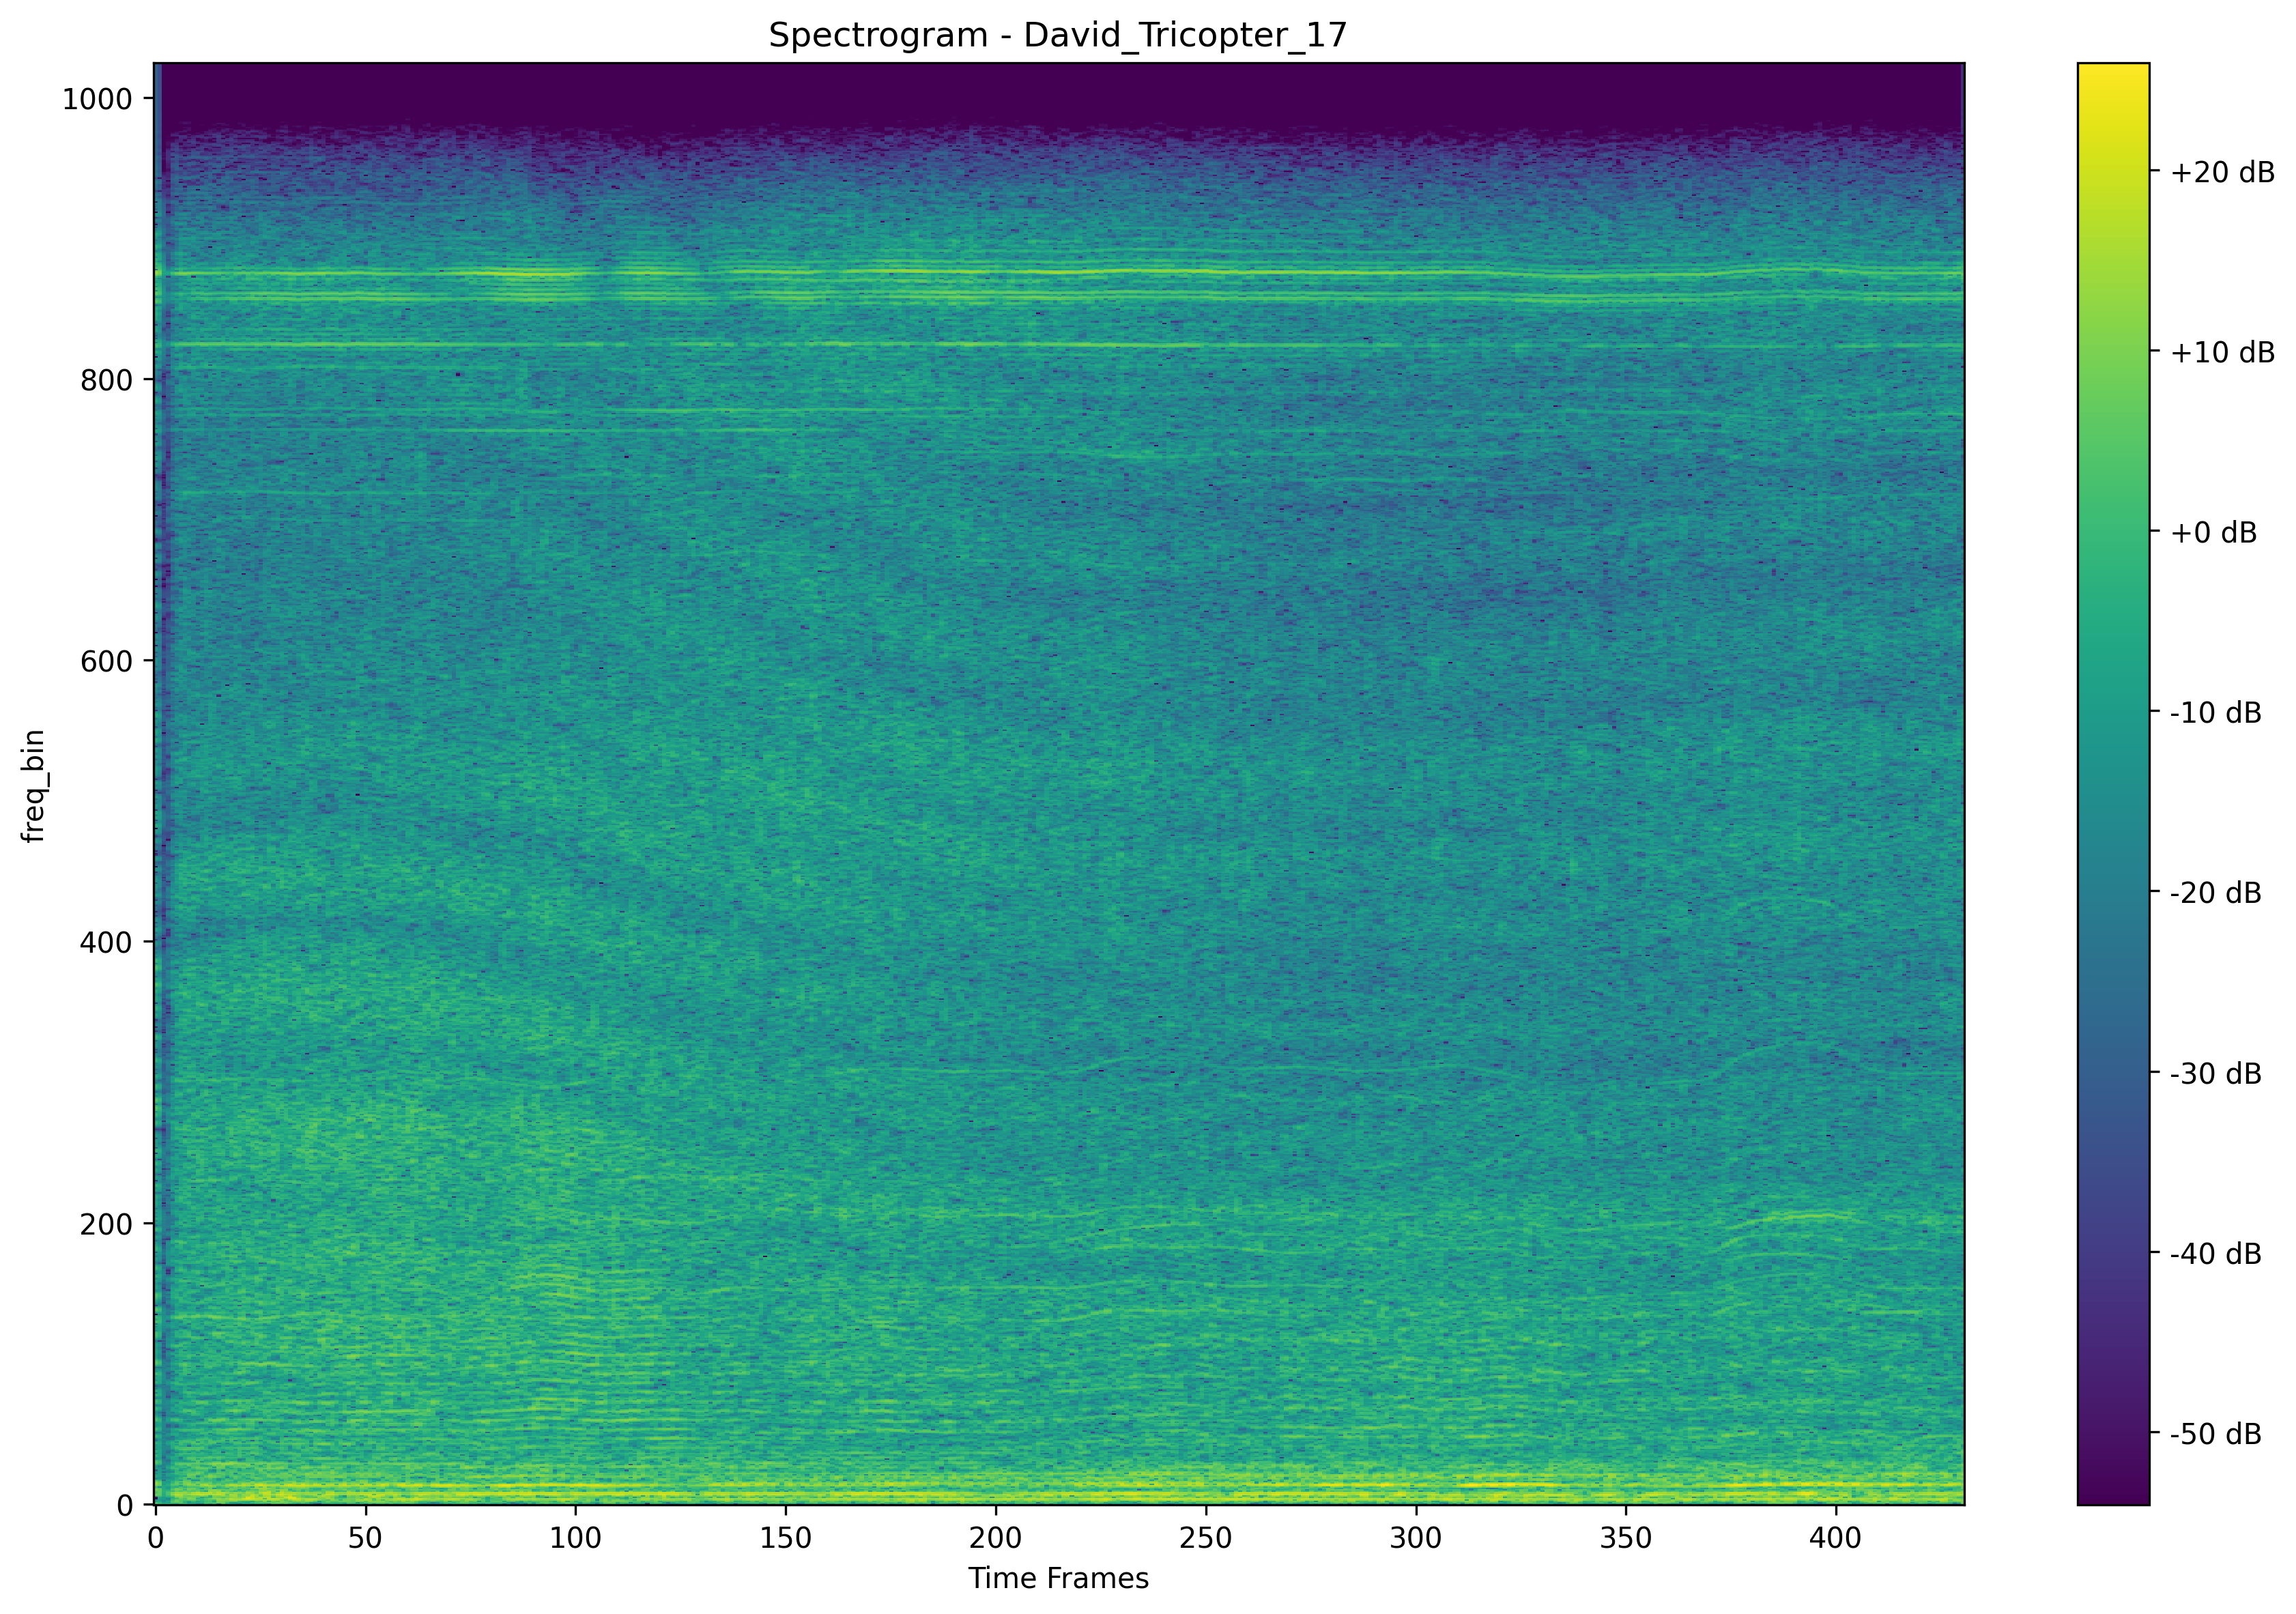 Spectrogram - David_Tricopter_17
freq_bin
1000
800
600
400
200
0
0 50 100 150 200 250 300 350 400
Time Frames
+20 dB
+10 dB
+0 dB
-10 dB
-20 dB
-30 dB
-40 dB
-50 dB